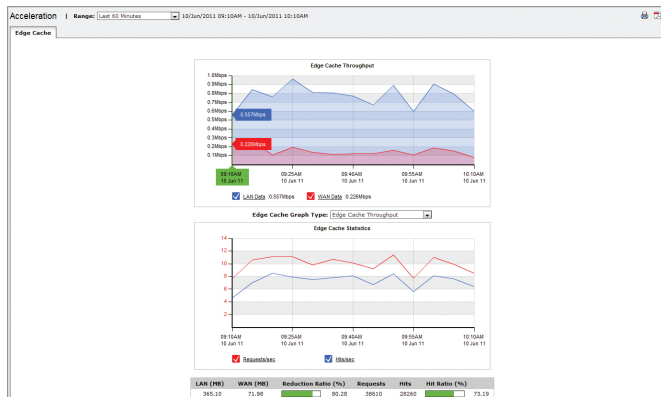 Acceleration | Range: Last 60 Minutes 10/Jun/2011 09:10AM - 10/Jun/2011 10:10AM
Edge Cache
Edge Cache Throughput
1.0Mbps
0.9Mbps
0.8Mbps
0.7Mbps
0.6Mbps
0.557Mbps
0.5Mbps
0.4Mbps
0.3Mbps
0.226Mbps
0.2Mbps
0.1Mbps
09:10AM 09:25AM 09:40AM 09:55AM 10:10AM
10 Jun 11 10 Jun 11 10 Jun 11 10 Jun 11 10 Jun 11
LAN Data :0.557Mbps WAN Data :0.226Mbps
Edge Cache Graph Type: Edge Cache Throughput
Edge Cache Statistics
14
12
10
8
6
4
2
09:10AM 09:25AM 09:40AM 09:55AM 10:10AM
10 Jun 11 10 Jun 11 10 Jun 11 10 Jun 11 10 Jun 11
Requests/sec Hits/sec
LAN (MB) WAN (MB) Reduction Ratio (%) Requests Hits Hit Ratio (%)
365.10 71.98 80.28 38610 28260 73.19